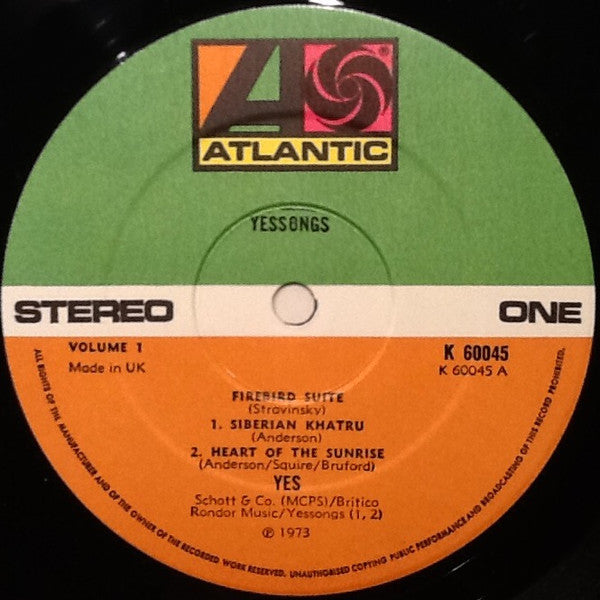 ATLANTIC
YESSONGS
STEREO ONE
VOLUME 1 K 60045
Made in UK K 60045 A
FIREBIRD SUITE
(Stravinsky)
1. SIBERIAN KHATRU
(Anderson)
2. HEART OF THE SUNRISE
(Anderson/Squire/Bruford)
YES
Schott & Co. (MCPS)/Britico
Rondor Music/Yessongs (1, 2)
℗ 1973
ALL RIGHTS OF THE MANUFACTURER AND OF THE OWNER OF THE RECORDED WORK RESERVED. UNAUTHORISED COPYING PUBLIC PERFORMANCE AND BROADCASTING OF THIS RECORD PROHIBITED.